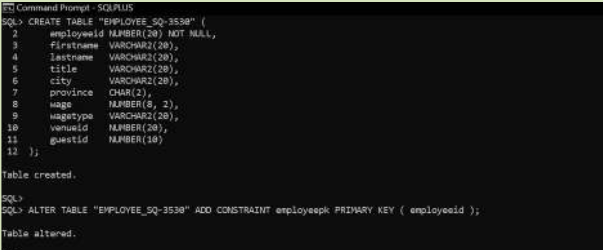 Command Prompt - SQLPLUS
SQL> CREATE TABLE "EMPLOYEE_SQ-3530" (
2 employeeid NUMBER(20) NOT NULL,
3 firstname VARCHAR2(20),
4 lastname VARCHAR2(20),
5 title VARCHAR2(20),
6 city VARCHAR2(20),
7 province CHAR(2),
8 wage NUMBER(8, 2),
9 wagetype VARCHAR2(20),
10 venueid NUMBER(20),
11 guestid NUMBER(10)
12 );
Table created.
SQL>
SQL> ALTER TABLE "EMPLOYEE_SQ-3530" ADD CONSTRAINT employeepk PRIMARY KEY ( employeeid );
Table altered.